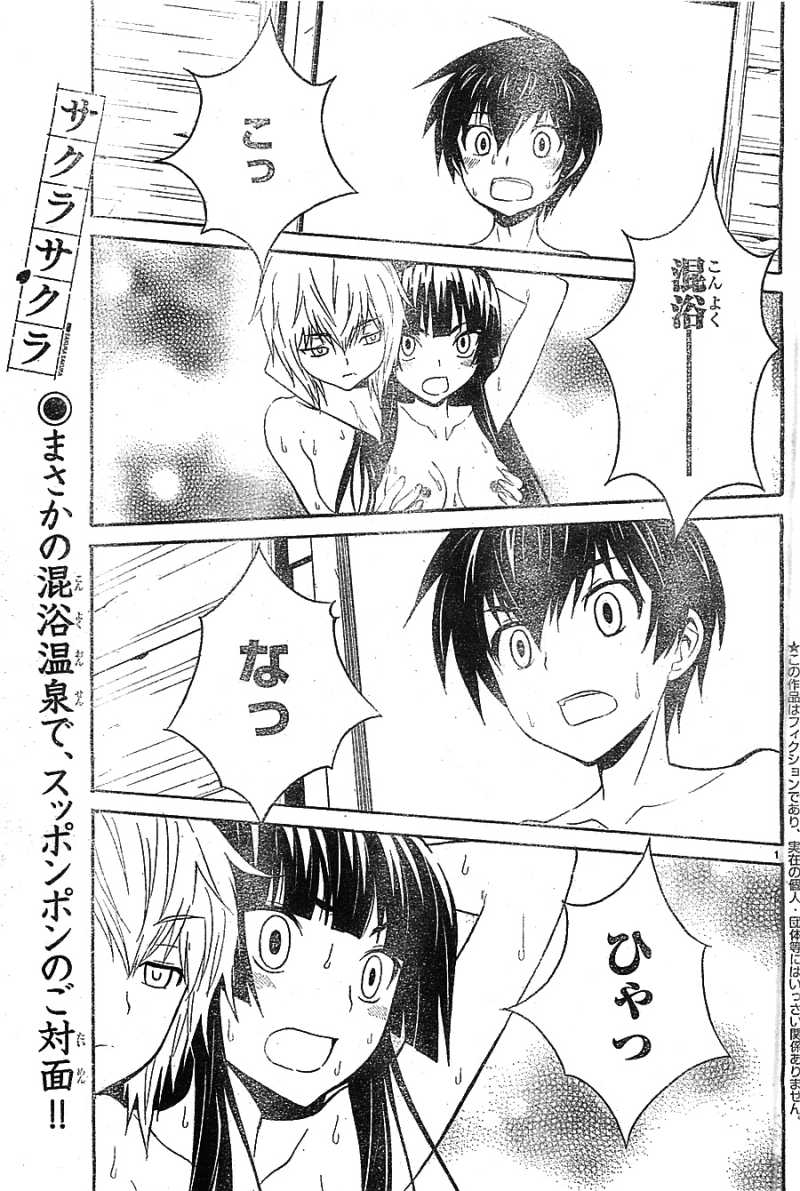 こっ
混浴――
こんよく
なっ
ひやっ
サクラサクラ
SAKURA SAKURA
●まさかの混浴温泉で、スッポンポンのご対面!!
こんよくおんせん
たいめん
★この作品はフィクションであり、実在の個人・団体等にはいっさい関係ありません。
1